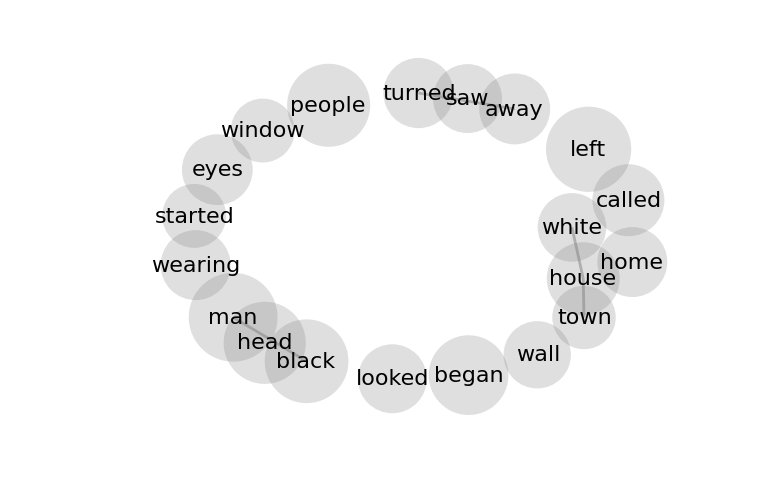 turned
saw
people
away
window
left
eyes
called
started
white
home
wearing
house
man
town
head
wall
black
began
looked